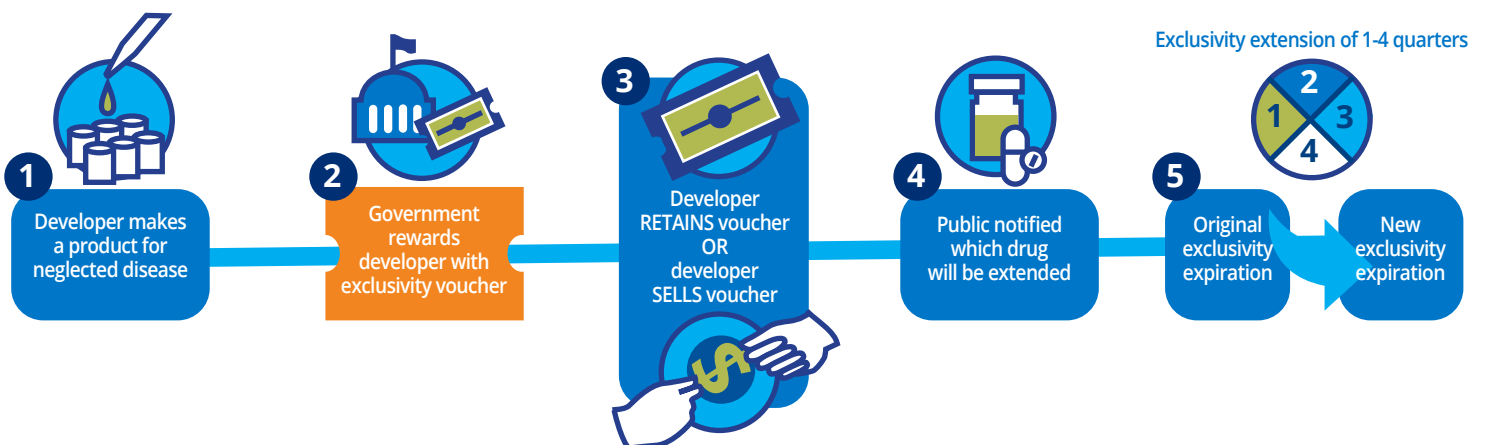 1
Developer makes
a product for
neglected disease
2
Government
rewards
developer with
exclusivity voucher
3
Developer
RETAINS voucher
OR
developer
SELLS voucher
$
4
Public notified
which drug
will be extended
Exclusivity extension of 1-4 quarters
1
2
3
4
5
Original
exclusivity
expiration
New
exclusivity
expiration